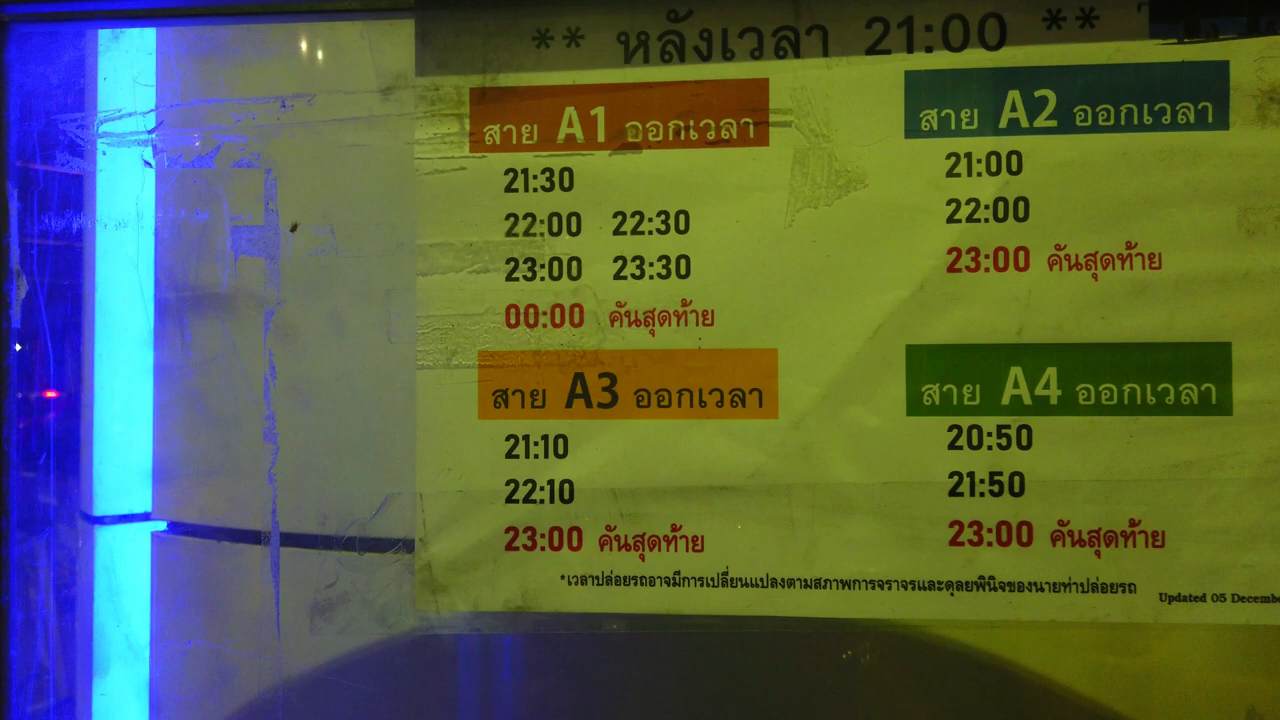 ** หลังเวลา 21:00 **
สาย A1 ออกเวลา
21:30
22:00 22:30
23:00 23:30
00:00 คันสุดท้าย
สาย A2 ออกเวลา
21:00
22:00
23:00 คันสุดท้าย
สาย A3 ออกเวลา
21:10
22:10
23:00 คันสุดท้าย
สาย A4 ออกเวลา
20:50
21:50
23:00 คันสุดท้าย
*เวลาปล่อยรถอาจมีการเปลี่ยนแปลงตามสภาพการจราจรและดุลยพินิจของนายท่าปล่อยรถ
Updated 05 Decembe